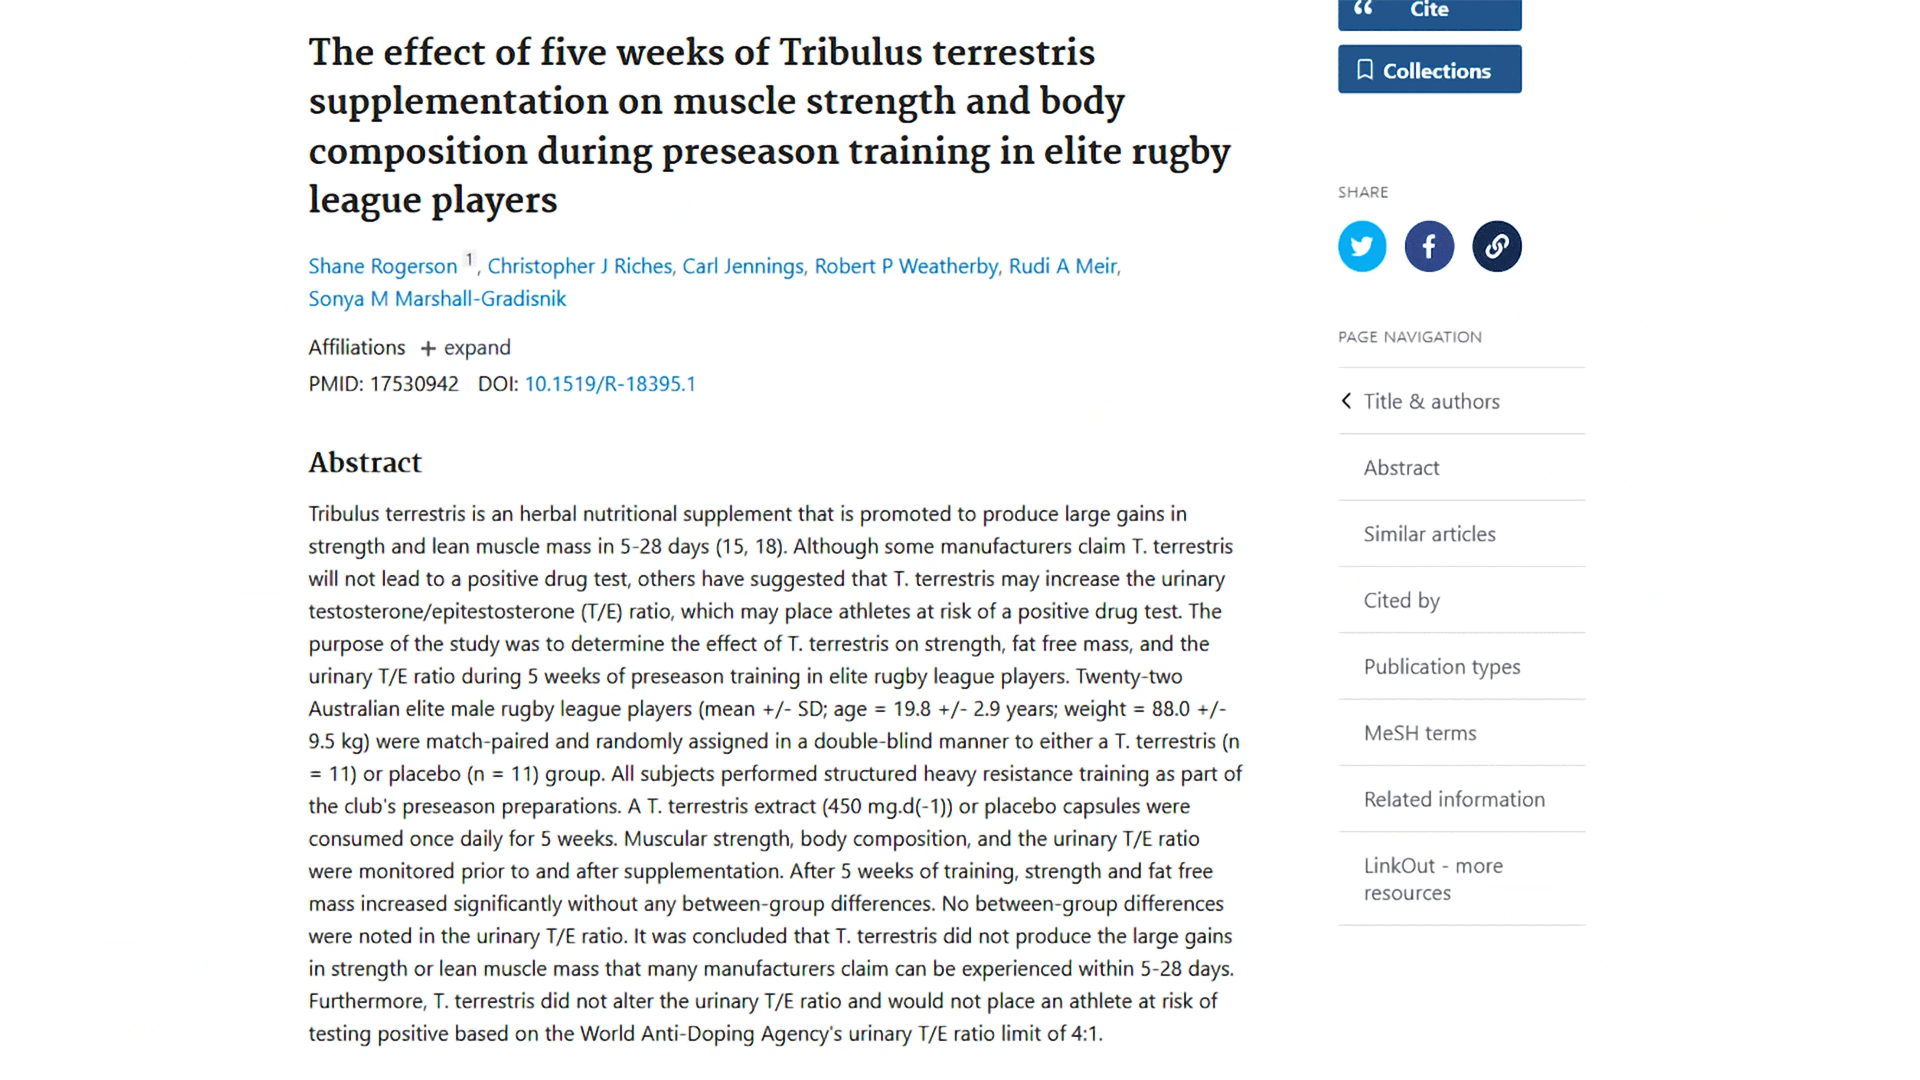 The effect of five weeks of Tribulus terrestris
supplementation on muscle strength and body
composition during preseason training in elite rugby
league players
Shane Rogerson 1, Christopher J Riches, Carl Jennings, Robert P Weatherby, Rudi A Meir,
Sonya M Marshall-Gradisnik
Affiliations + expand
PMID: 17530942 DOI: 10.1519/R-18395.1
Abstract
Tribulus terrestris is an herbal nutritional supplement that is promoted to produce large gains in
strength and lean muscle mass in 5-28 days (15, 18). Although some manufacturers claim T. terrestris
will not lead to a positive drug test, others have suggested that T. terrestris may increase the urinary
testosterone/epitestosterone (T/E) ratio, which may place athletes at risk of a positive drug test. The
purpose of the study was to determine the effect of T. terrestris on strength, fat free mass, and the
urinary T/E ratio during 5 weeks of preseason training in elite rugby league players. Twenty-two
Australian elite male rugby league players (mean +/- SD; age = 19.8 +/- 2.9 years; weight = 88.0 +/-
9.5 kg) were match-paired and randomly assigned in a double-blind manner to either a T. terrestris (n
= 11) or placebo (n = 11) group. All subjects performed structured heavy resistance training as part of
the club's preseason preparations. A T. terrestris extract (450 mg.d(-1)) or placebo capsules were
consumed once daily for 5 weeks. Muscular strength, body composition, and the urinary T/E ratio
were monitored prior to and after supplementation. After 5 weeks of training, strength and fat free
mass increased significantly without any between-group differences. No between-group differences
were noted in the urinary T/E ratio. It was concluded that T. terrestris did not produce the large gains
in strength or lean muscle mass that many manufacturers claim can be experienced within 5-28 days.
Furthermore, T. terrestris did not alter the urinary T/E ratio and would not place an athlete at risk of
testing positive based on the World Anti-Doping Agency's urinary T/E ratio limit of 4:1.
Cite
Collections
SHARE
PAGE NAVIGATION
Title & authors
Abstract
Similar articles
Cited by
Publication types
MeSH terms
Related information
LinkOut - more
resources